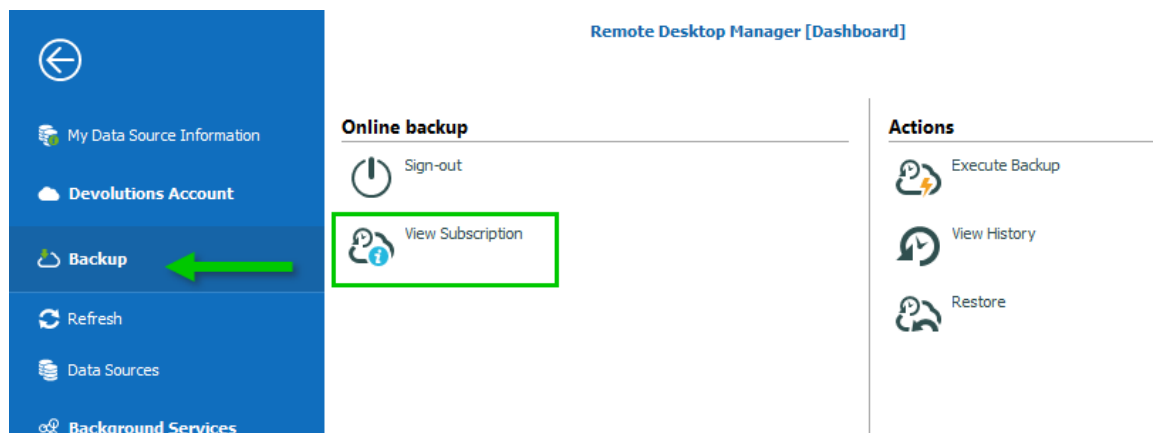 Remote Desktop Manager [Dashboard]
My Data Source Information
Devolutions Account
Backup
Refresh
Data Sources
Background Services
Online backup
Sign-out
View Subscription
Actions
Execute Backup
View History
Restore